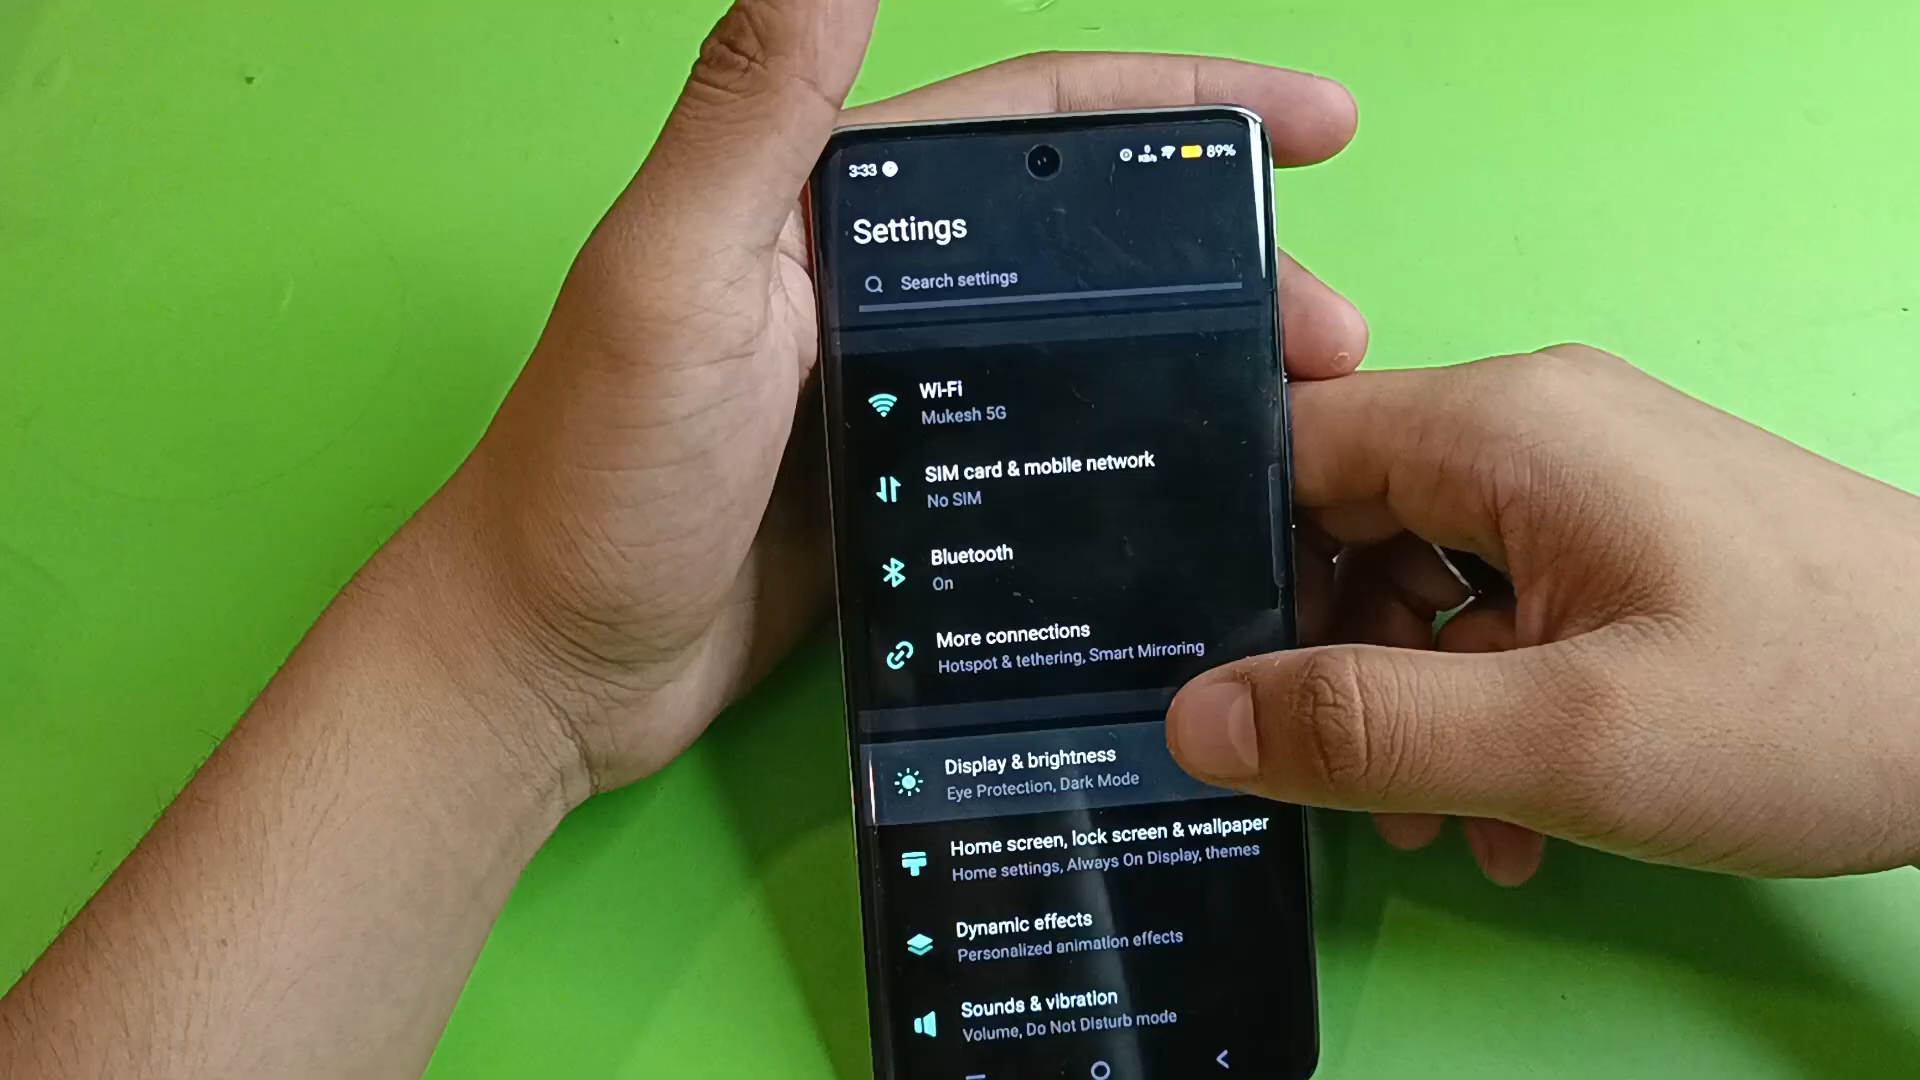 3:33
0 KB/s 89%
Settings
Search settings
Wi-Fi
Mukesh 5G
SIM card & mobile network
No SIM
Bluetooth
On
More connections
Hotspot & tethering, Smart Mirroring
Display & brightness
Eye Protection, Dark Mode
Home screen, lock screen & wallpaper
Home settings, Always On Display, themes
Dynamic effects
Personalized animation effects
Sounds & vibration
Volume, Do Not Disturb mode